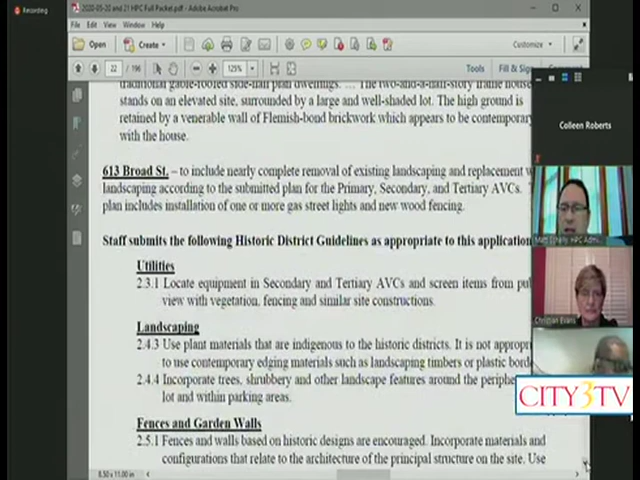 Recording
2020-05-20 and 21 HPC Full Packet.pdf - Adobe Acrobat Pro
File Edit View Window Help
Open Create Customize
22 / 196 125% Tools Fill & Sign
traditional gable-roofed side-hall plan dwellings. ... The two-and-a-half-story frame house
stands on an elevated site, surrounded by a large and well-shaded lot. The high ground is
retained by a venerable wall of Flemish-bond brickwork which appears to be contemporary
with the house.
613 Broad St. – to include nearly complete removal of existing landscaping and replacement
landscaping according to the submitted plan for the Primary, Secondary, and Tertiary AVCs.
plan includes installation of one or more gas street lights and new wood fencing.
Staff submits the following Historic District Guidelines as appropriate to this application
Utilities
2.3.1 Locate equipment in Secondary and Tertiary AVCs and screen items from
view with vegetation, fencing and similar site constructions.
Landscaping
2.4.3 Use plant materials that are indigenous to the historic districts. It is not
to use contemporary edging materials such as landscaping timbers or plastic
2.4.4 Incorporate trees, shrubbery and other landscape features around the
lot and within parking areas.
Fences and Garden Walls
2.5.1 Fences and walls based on historic designs are encouraged. Incorporate materials and
configurations that relate to the architecture of the principal structure on the site. Use
8.50 x 11.00 in
Colleen Roberts
Christian Evans
CITY3TV